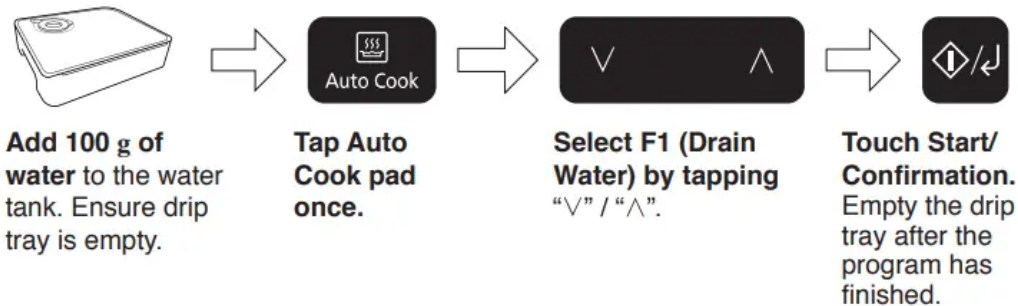 Auto Cook
Add 100 g of
water to the water
tank. Ensure drip
tray is empty.
Tap Auto
Cook pad
once.
Select F1 (Drain
Water) by tapping
“∨” / “∧”.
Touch Start/
Confirmation.
Empty the drip
tray after the
program has
finished.